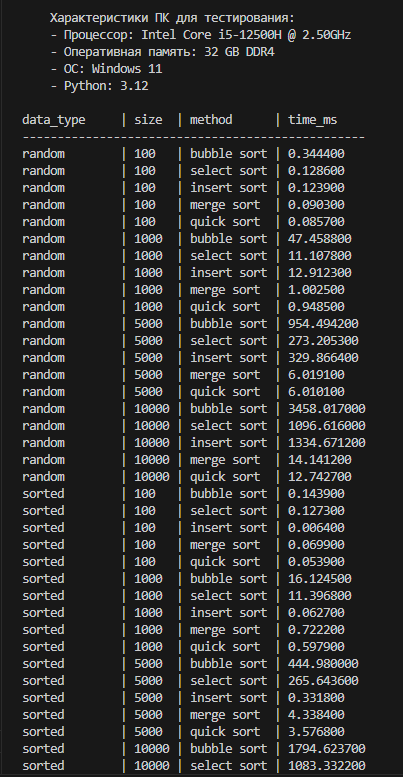 Характеристики ПК для тестирования:
- Процессор: Intel Core i5-12500H @ 2.50GHz
- Оперативная память: 32 GB DDR4
- ОС: Windows 11
- Python: 3.12
data_type | size | method | time_ms
------------------------------------------------
random | 100 | bubble sort | 0.344400
random | 100 | select sort | 0.128600
random | 100 | insert sort | 0.123900
random | 100 | merge sort | 0.090300
random | 100 | quick sort | 0.085700
random | 1000 | bubble sort | 47.458800
random | 1000 | select sort | 11.107800
random | 1000 | insert sort | 12.912300
random | 1000 | merge sort | 1.002500
random | 1000 | quick sort | 0.948500
random | 5000 | bubble sort | 954.494200
random | 5000 | select sort | 273.205300
random | 5000 | insert sort | 329.866400
random | 5000 | merge sort | 6.019100
random | 5000 | quick sort | 6.010100
random | 10000 | bubble sort | 3458.017000
random | 10000 | select sort | 1096.616000
random | 10000 | insert sort | 1334.671200
random | 10000 | merge sort | 14.141200
random | 10000 | quick sort | 12.742700
sorted | 100 | bubble sort | 0.143900
sorted | 100 | select sort | 0.127300
sorted | 100 | insert sort | 0.006400
sorted | 100 | merge sort | 0.069900
sorted | 100 | quick sort | 0.053900
sorted | 1000 | bubble sort | 16.124500
sorted | 1000 | select sort | 11.396800
sorted | 1000 | insert sort | 0.062700
sorted | 1000 | merge sort | 0.722200
sorted | 1000 | quick sort | 0.597900
sorted | 5000 | bubble sort | 444.980000
sorted | 5000 | select sort | 265.643600
sorted | 5000 | insert sort | 0.331800
sorted | 5000 | merge sort | 4.338400
sorted | 5000 | quick sort | 3.576800
sorted | 10000 | bubble sort | 1794.623700
sorted | 10000 | select sort | 1083.332200